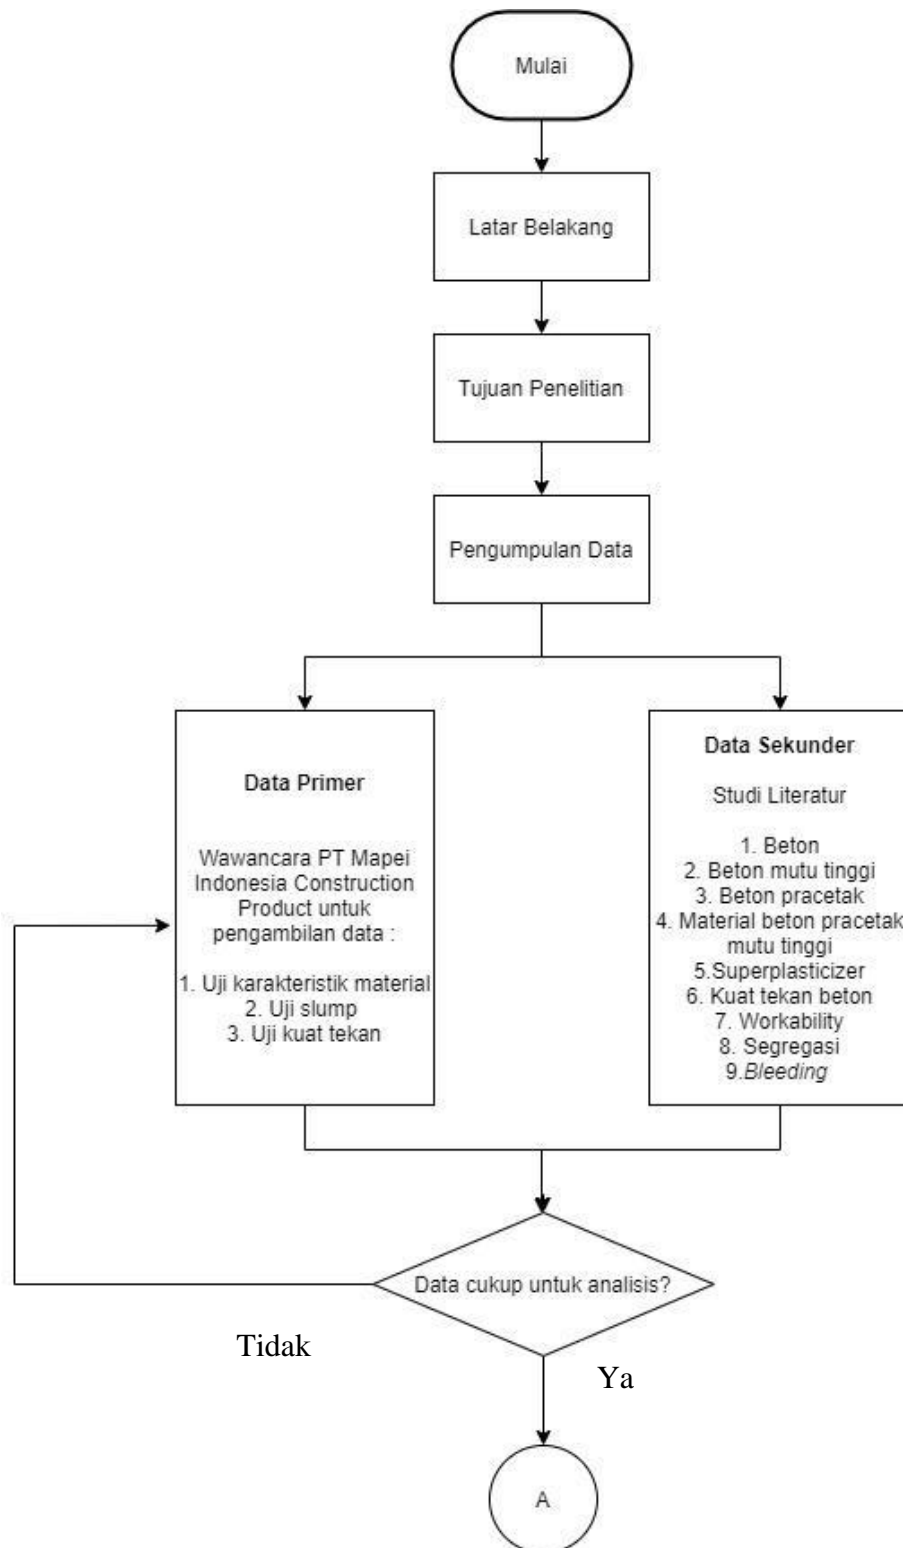 Mulai
Latar Belakang
Tujuan Penelitian
Pengumpulan Data
Data Primer
Wawancara PT Mapei
Indonesia Construction
Product untuk
pengambilan data :
1. Uji karakteristik material
2. Uji slump
3. Uji kuat tekan
Data Sekunder
Studi Literatur
1. Beton
2. Beton mutu tinggi
3. Beton pracetak
4. Material beton pracetak
mutu tinggi
5.Superplasticizer
6. Kuat tekan beton
7. Workability
8. Segregasi
9.Bleeding
Data cukup untuk analisis?
Tidak
Ya
A